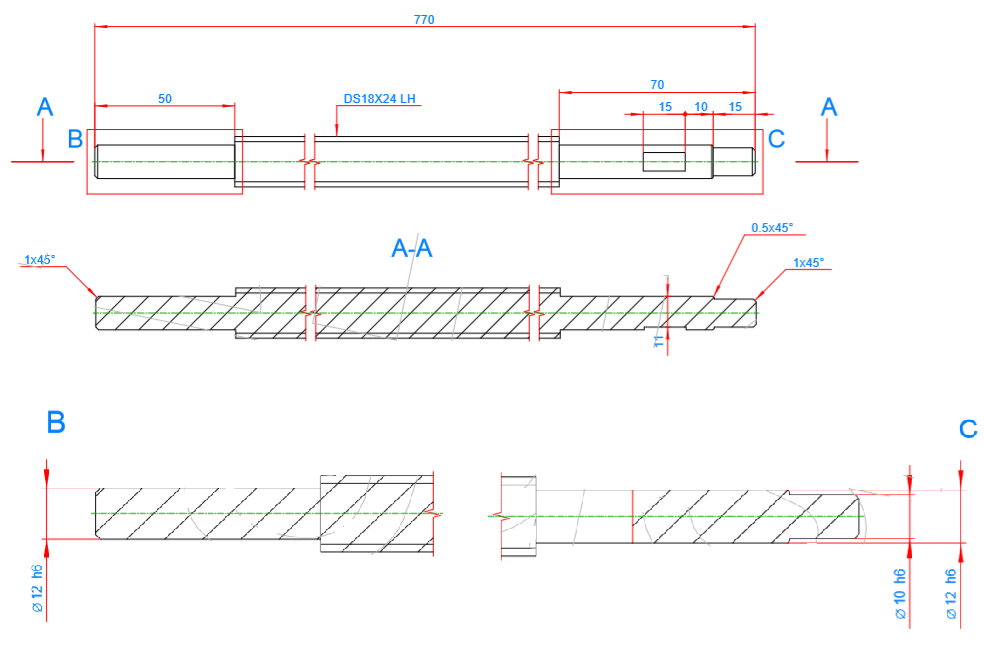 770
50
DS18X24 LH
70
15
10
15
A
A
B
C
A-A
1x45°
0.5x45°
1x45°
11
B
C
⌀12 h6
⌀10 h6
⌀12 h6